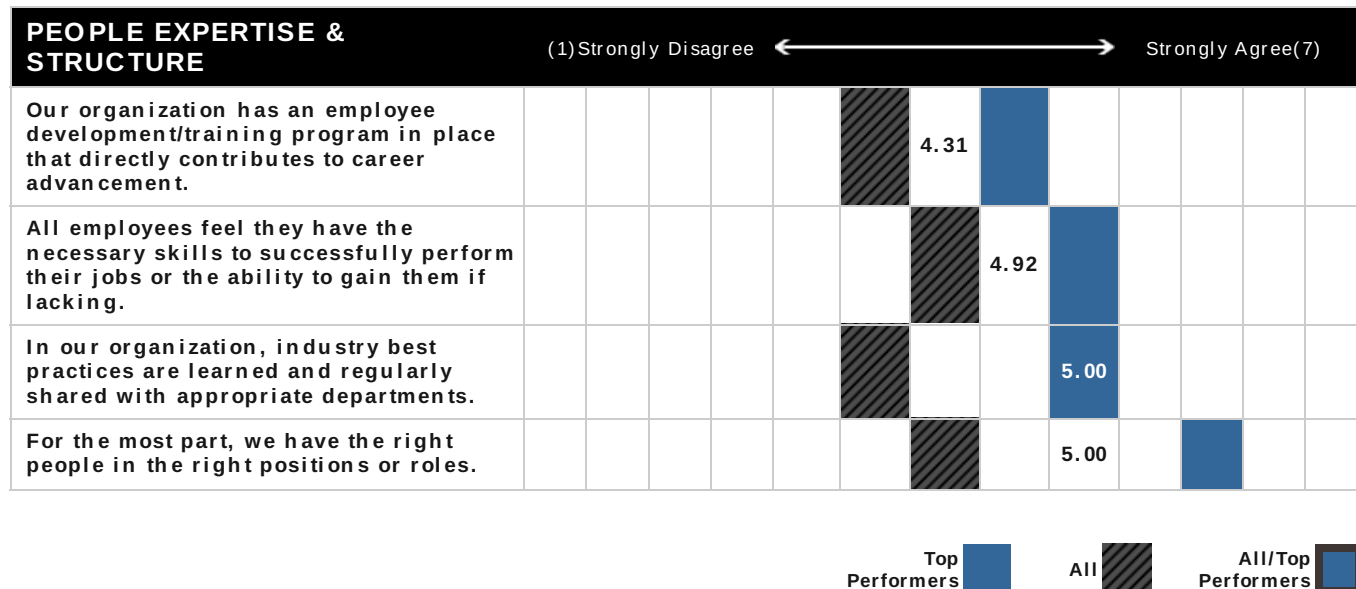 PEOPLE EXPERTISE &
STRUCTURE
(1)Strongly Disagree
Strongly Agree(7)
Our organization has an employee
development/training program in place
that directly contributes to career
advancement.
4.31
All employees feel they have the
necessary skills to successfully perform
their jobs or the ability to gain them if
lacking.
4.92
In our organization, industry best
practices are learned and regularly
shared with appropriate departments.
5.00
For the most part, we have the right
people in the right positions or roles.
5.00
Top
Performers
All
All/Top
Performers